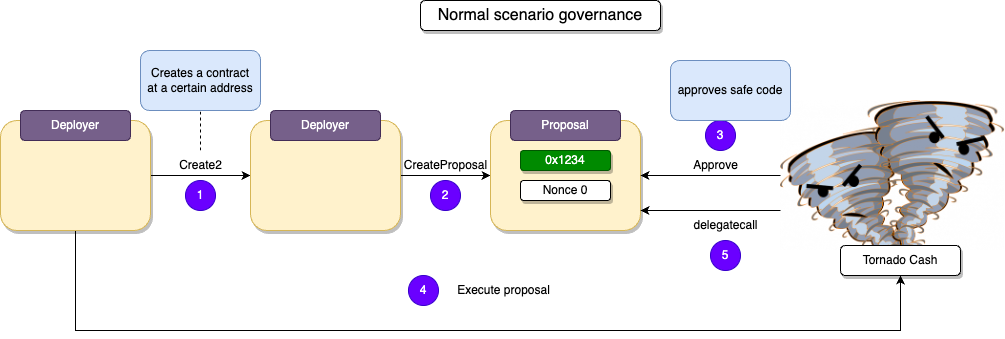 Normal scenario governance
Creates a contract
at a certain address
approves safe code
Deployer
Deployer
Proposal
3
0x1234
Create2
CreateProposal
Approve
1
2
Nonce 0
delegatecall
5
Tornado Cash
4
Execute proposal